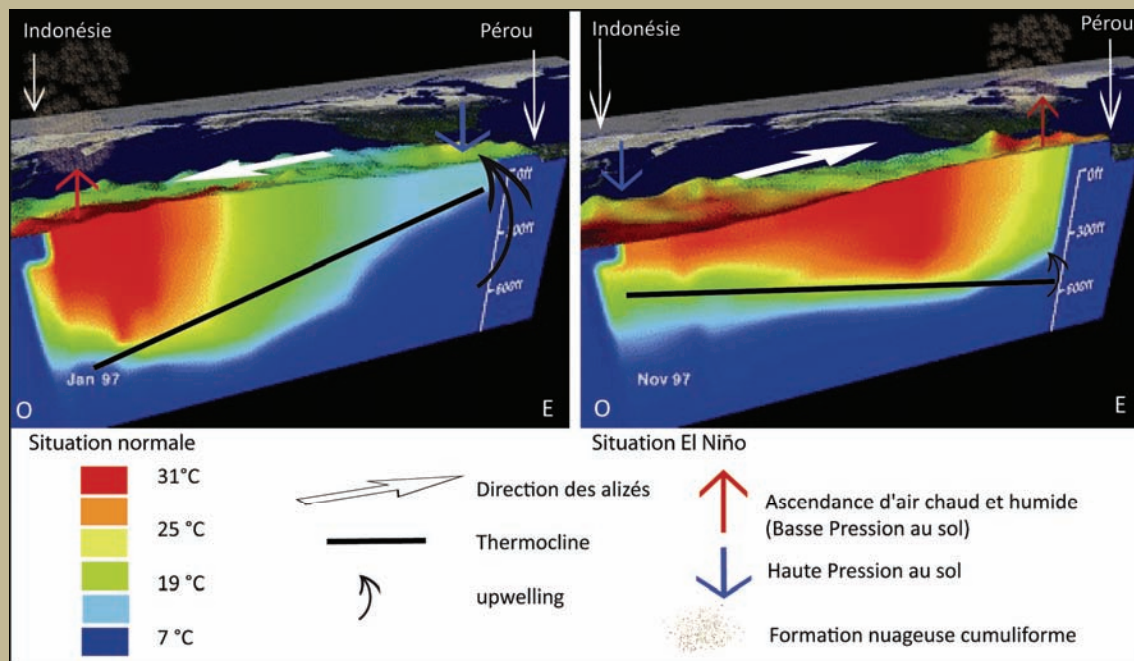 Indonésie
Pérou
0ft
300ft
600ft
Jan 97
O
E
Indonésie
Pérou
0ft
300ft
600ft
Nov 97
O
E
Situation normale
31°C
25 °C
19 °C
7 °C
Direction des alizés
Thermocline
upwelling
Situation El Niño
Ascendance d'air chaud et humide
(Basse Pression au sol)
Haute Pression au sol
Formation nuageuse cumuliforme